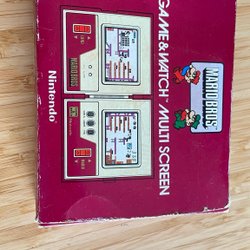 GAME & WATCH MULTI SCREEN
MARIO BROS.
MARIO BROS.
Nintendo